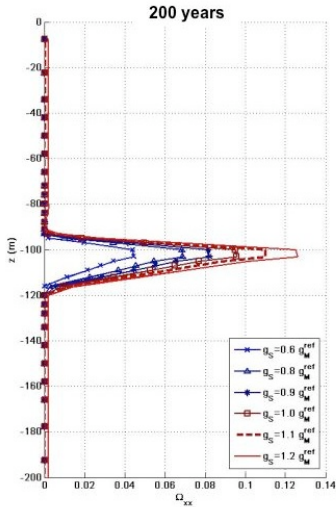 200 years
0
-20
-40
-60
-80
-100
-120
-140
-160
-180
-200
z (m)
0 0.02 0.04 0.06 0.08 0.1 0.12 0.14
Ωxx
gS=0.6 gMref
gS=0.8 gMref
gS=0.9 gMref
gS=1.0 gMref
gS=1.1 gMref
gS=1.2 gMref